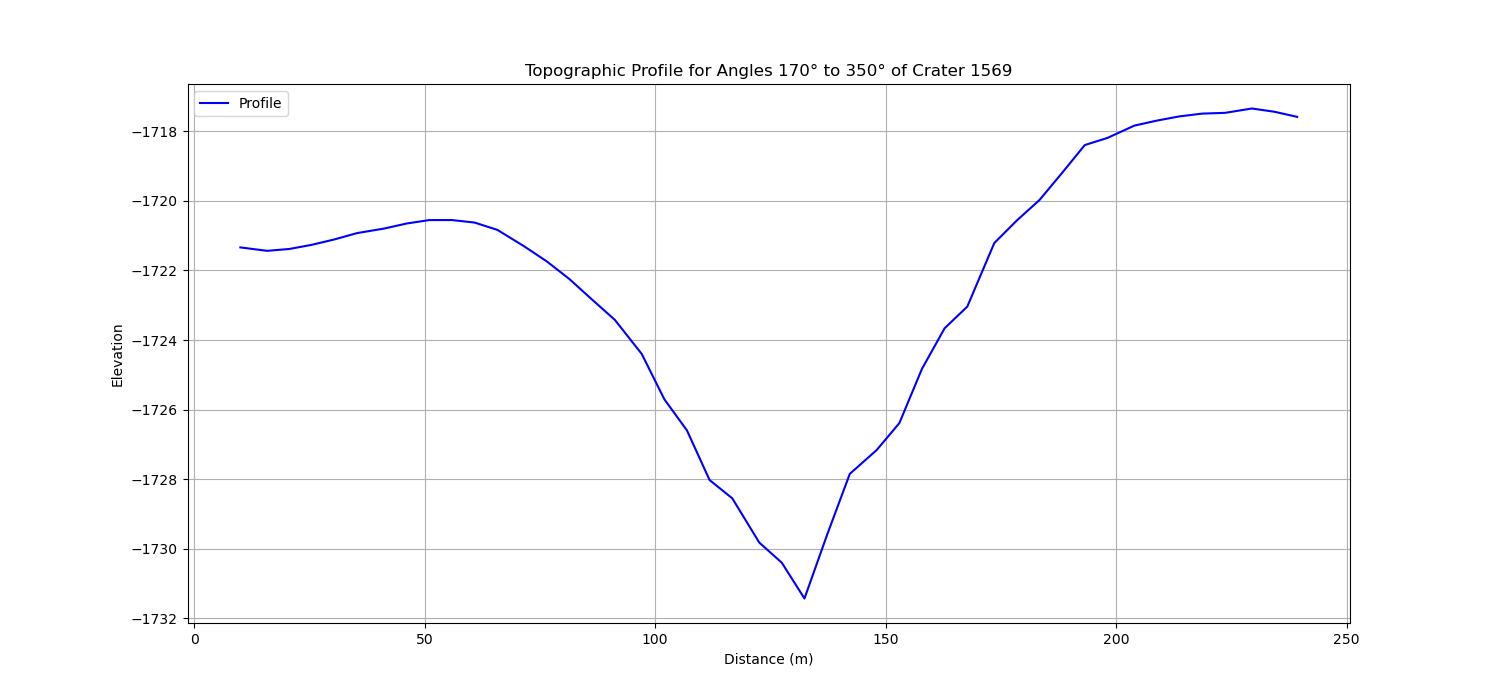 Topographic Profile for Angles 170° to 350° of Crater 1569
Profile
−1718
−1720
−1722
−1724
−1726
−1728
−1730
−1732
Elevation
0 50 100 150 200 250
Distance (m)